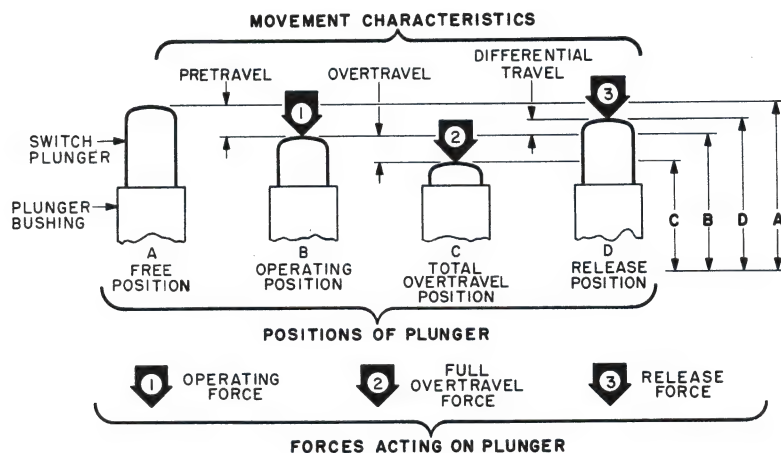 MOVEMENT CHARACTERISTICS
PRETRAVEL
OVERTRAVEL
DIFFERENTIAL
TRAVEL
1
2
3
SWITCH
PLUNGER
PLUNGER
BUSHING
C
B
D
A
A
FREE
POSITION
B
OPERATING
POSITION
C
TOTAL
OVERTRAVEL
POSITION
D
RELEASE
POSITION
POSITIONS OF PLUNGER
1
OPERATING
FORCE
2
FULL
OVERTRAVEL
FORCE
3
RELEASE
FORCE
FORCES ACTING ON PLUNGER